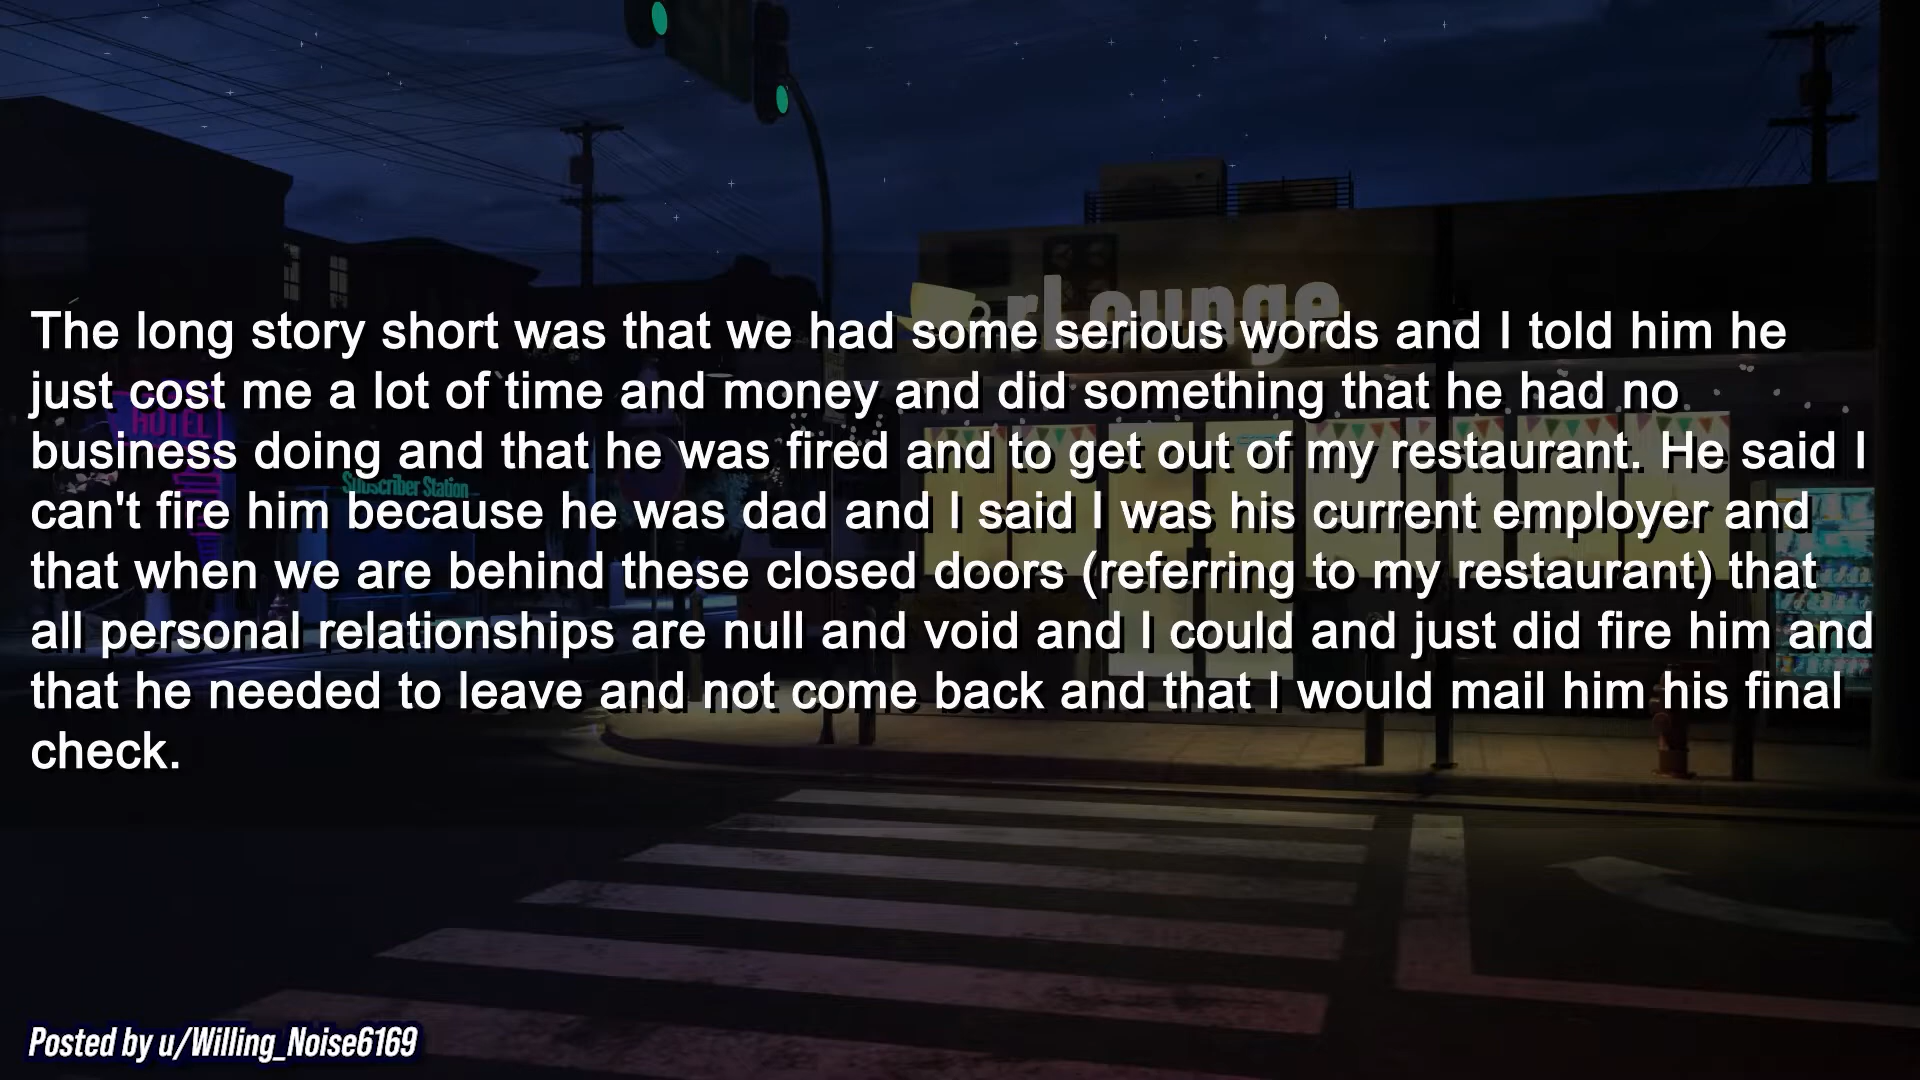 rLounge
HOTEL
Subscriber Station
The long story short was that we had some serious words and I told him he
just cost me a lot of time and money and did something that he had no
business doing and that he was fired and to get out of my restaurant. He said I
can't fire him because he was dad and I said I was his current employer and
that when we are behind these closed doors (referring to my restaurant) that
all personal relationships are null and void and I could and just did fire him and
that he needed to leave and not come back and that I would mail him his final
check.
Posted by u/Willing_Noise6169